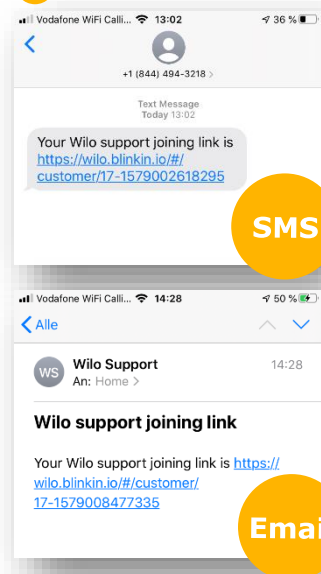 Vodafone WiFi Calli... 13:02 36 %
+1 (844) 494-3218 >
Text Message
Today 13:02
Your Wilo support joining link is
https://wilo.blinkin.io/#/
customer/17-1579002618295
SMS
Vodafone WiFi Calli... 14:28 50 %
Alle
WS Wilo Support 14:28
An: Home >
Wilo support joining link
Your Wilo support joining link is https://
wilo.blinkin.io/#/customer/
17-1579008477335
Emai